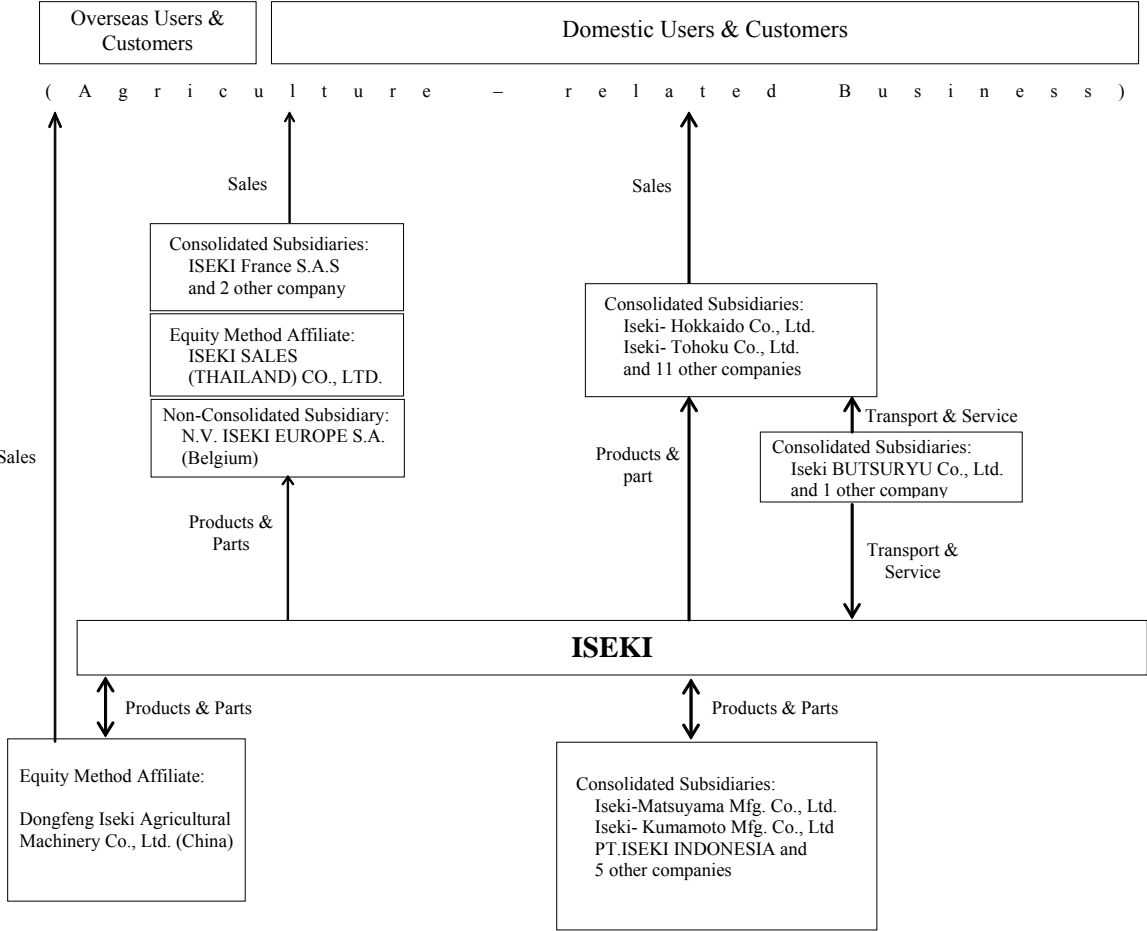 Overseas Users &
Customers
Domestic Users & Customers
( A g r i c u l t u r e – r e l a t e d B u s i n e s s )
Sales
Sales
Consolidated Subsidiaries:
ISEKI France S.A.S
and 2 other company
Equity Method Affiliate:
ISEKI SALES
(THAILAND) CO., LTD.
Non-Consolidated Subsidiary:
N.V. ISEKI EUROPE S.A.
(Belgium)
Consolidated Subsidiaries:
Iseki- Hokkaido Co., Ltd.
Iseki- Tohoku Co., Ltd.
and 11 other companies
Transport & Service
Consolidated Subsidiaries:
Iseki BUTSURYU Co., Ltd.
and 1 other company
Sales
Products &
part
Products &
Parts
Transport &
Service
ISEKI
Products & Parts
Products & Parts
Equity Method Affiliate:
Dongfeng Iseki Agricultural
Machinery Co., Ltd. (China)
Consolidated Subsidiaries:
Iseki-Matsuyama Mfg. Co., Ltd.
Iseki- Kumamoto Mfg. Co., Ltd
PT.ISEKI INDONESIA and
5 other companies